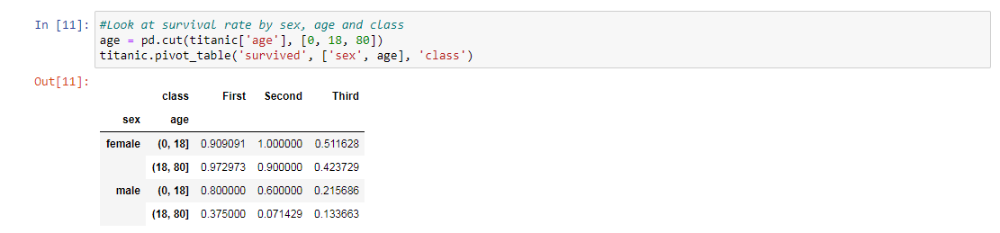 In [11]: #Look at survival rate by sex, age and class
age = pd.cut(titanic['age'], [0, 18, 80])
titanic.pivot_table('survived', ['sex', age], 'class')
Out[11]:
class First Second Third
sex age
female (0, 18] 0.909091 1.000000 0.511628
(18, 80] 0.972973 0.900000 0.423729
male (0, 18] 0.800000 0.600000 0.215686
(18, 80] 0.375000 0.071429 0.133663